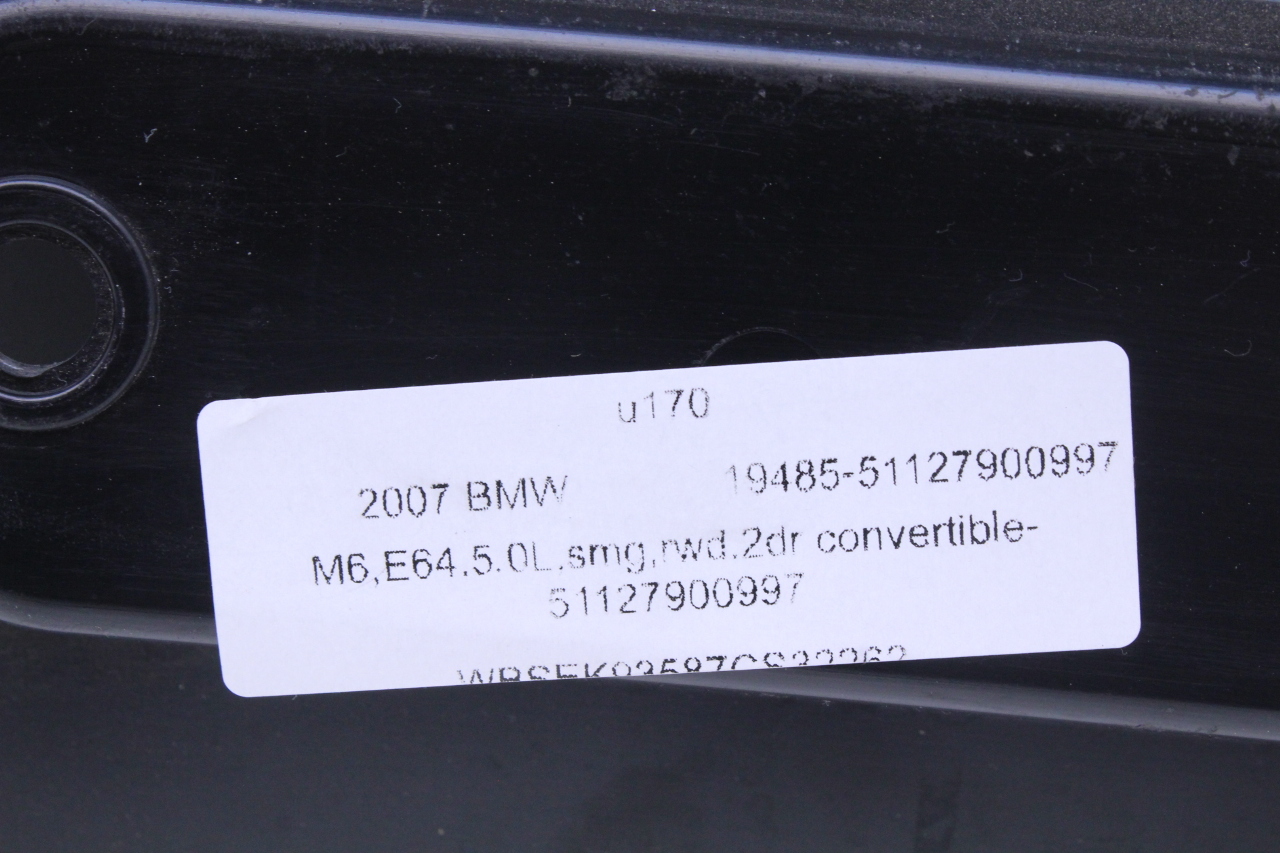 u170
2007 BMW 19485-51127900997
M6,E64,5.0L,smg,rwd,2dr convertible-
51127900997